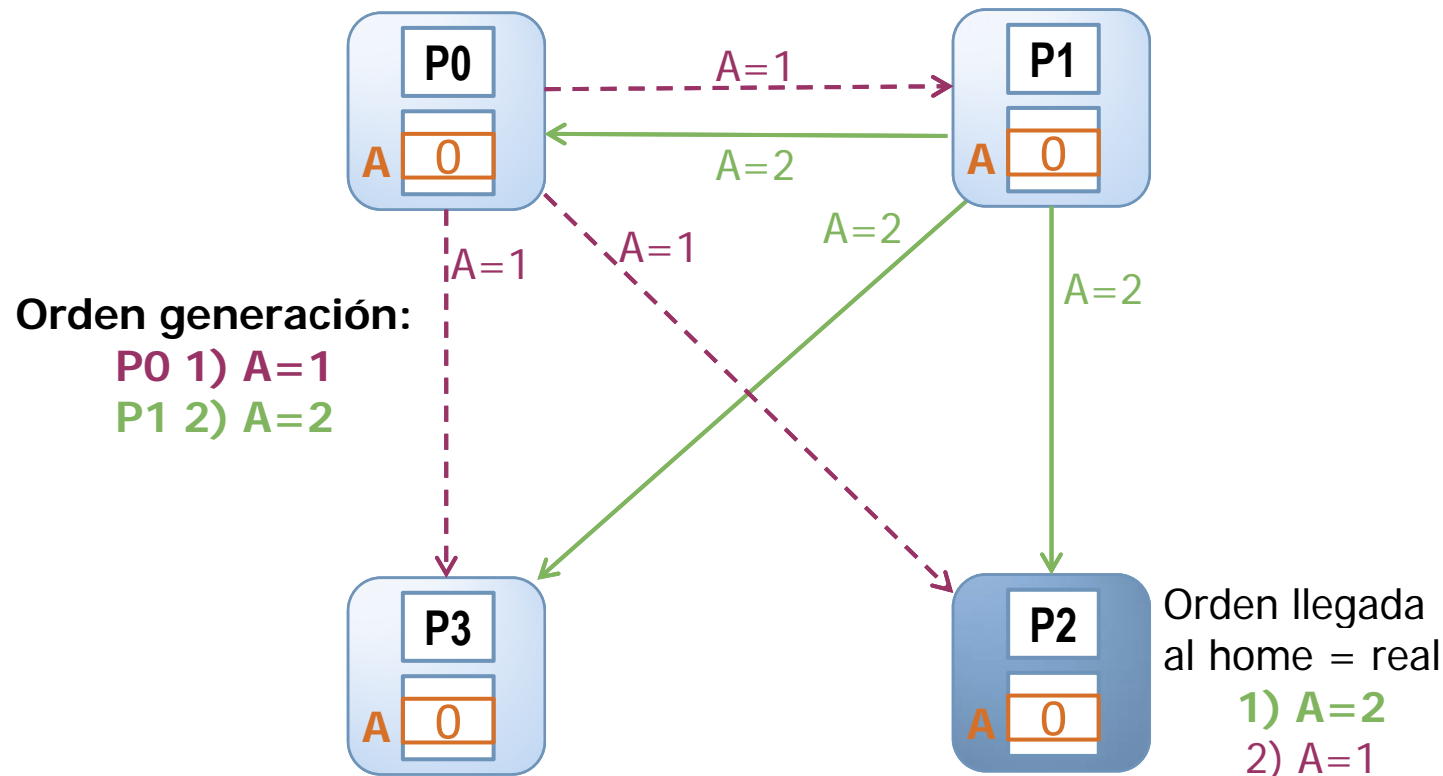 P0
P1
A=1
A 0
A 0
A=2
A=2
A=1
A=1
A=2
Orden generación:
P0 1) A=1
P1 2) A=2
P3
P2
Orden llegada
al home = real
1) A=2
2) A=1
A 0
A 0